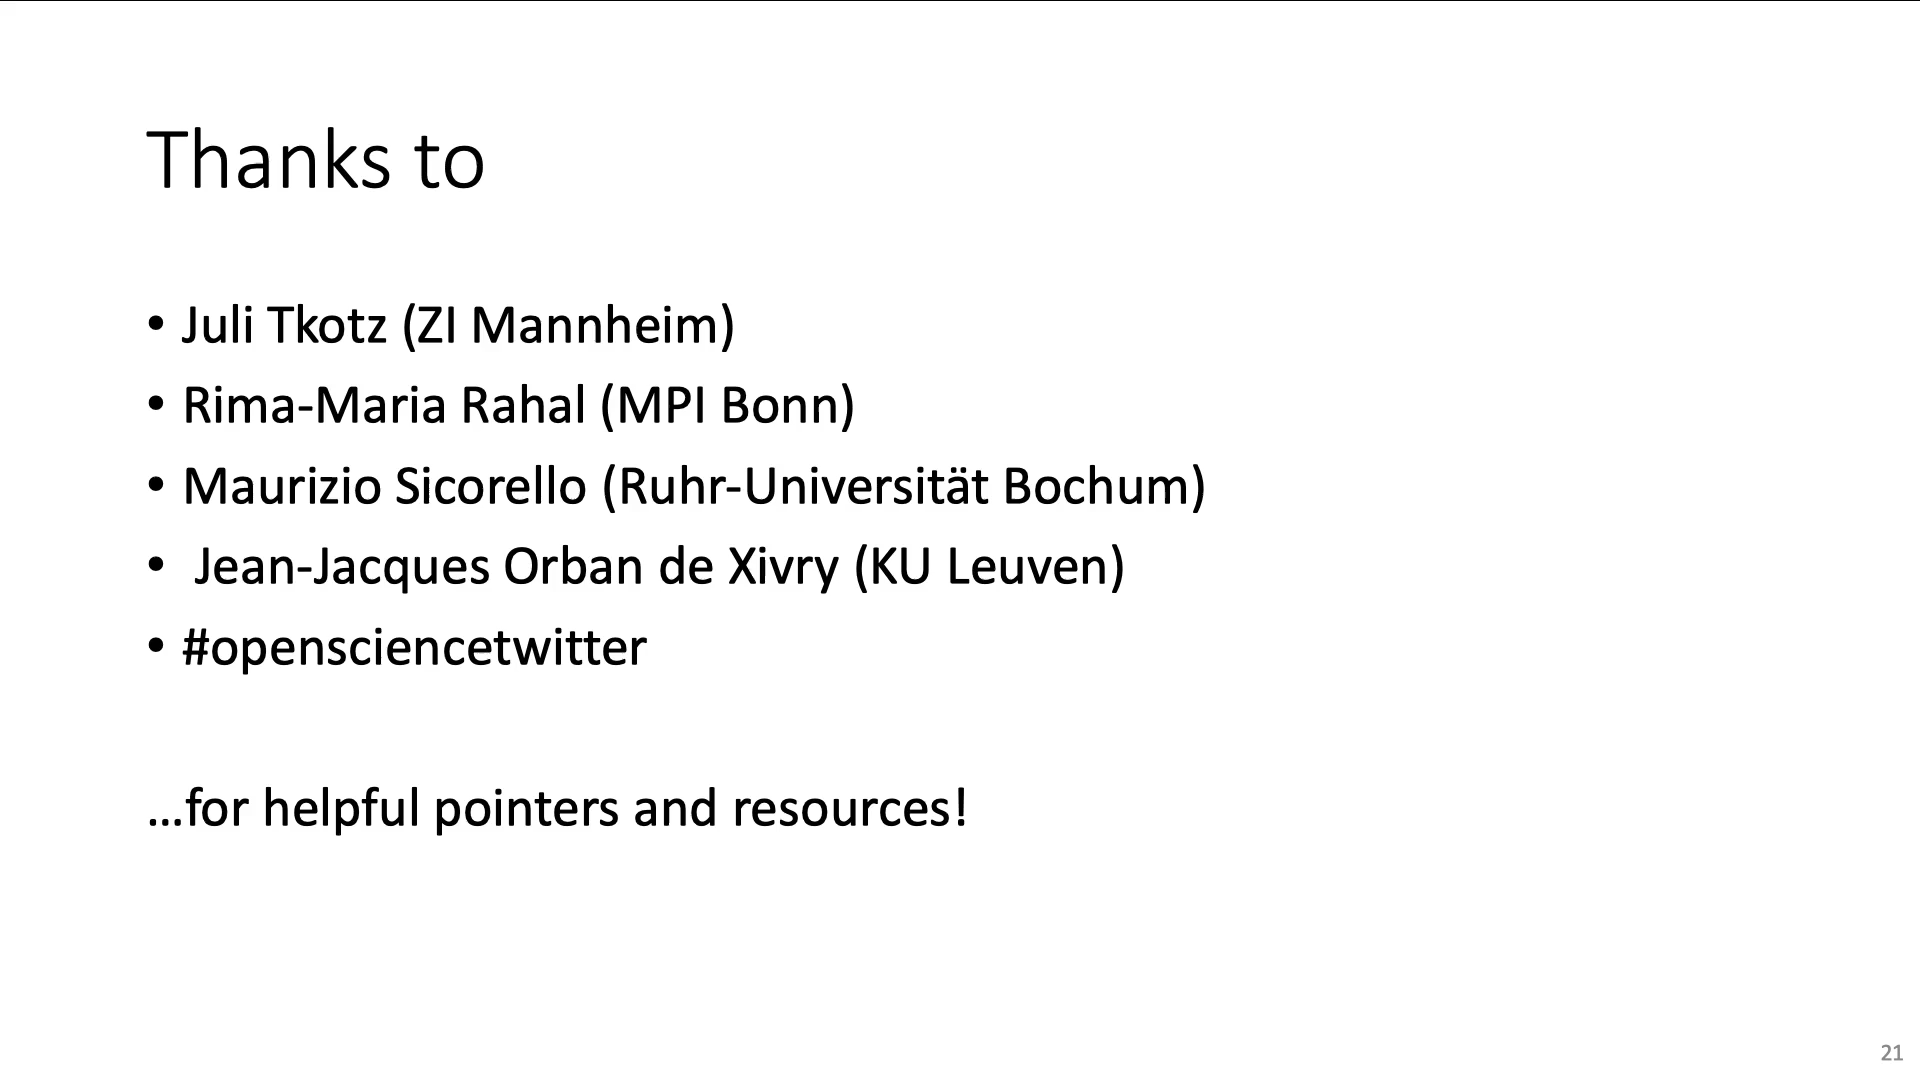 Thanks to
• Juli Tkotz (ZI Mannheim)
• Rima-Maria Rahal (MPI Bonn)
• Maurizio Sicorello (Ruhr-Universität Bochum)
• Jean-Jacques Orban de Xivry (KU Leuven)
• #opensciencetwitter
…for helpful pointers and resources!
21